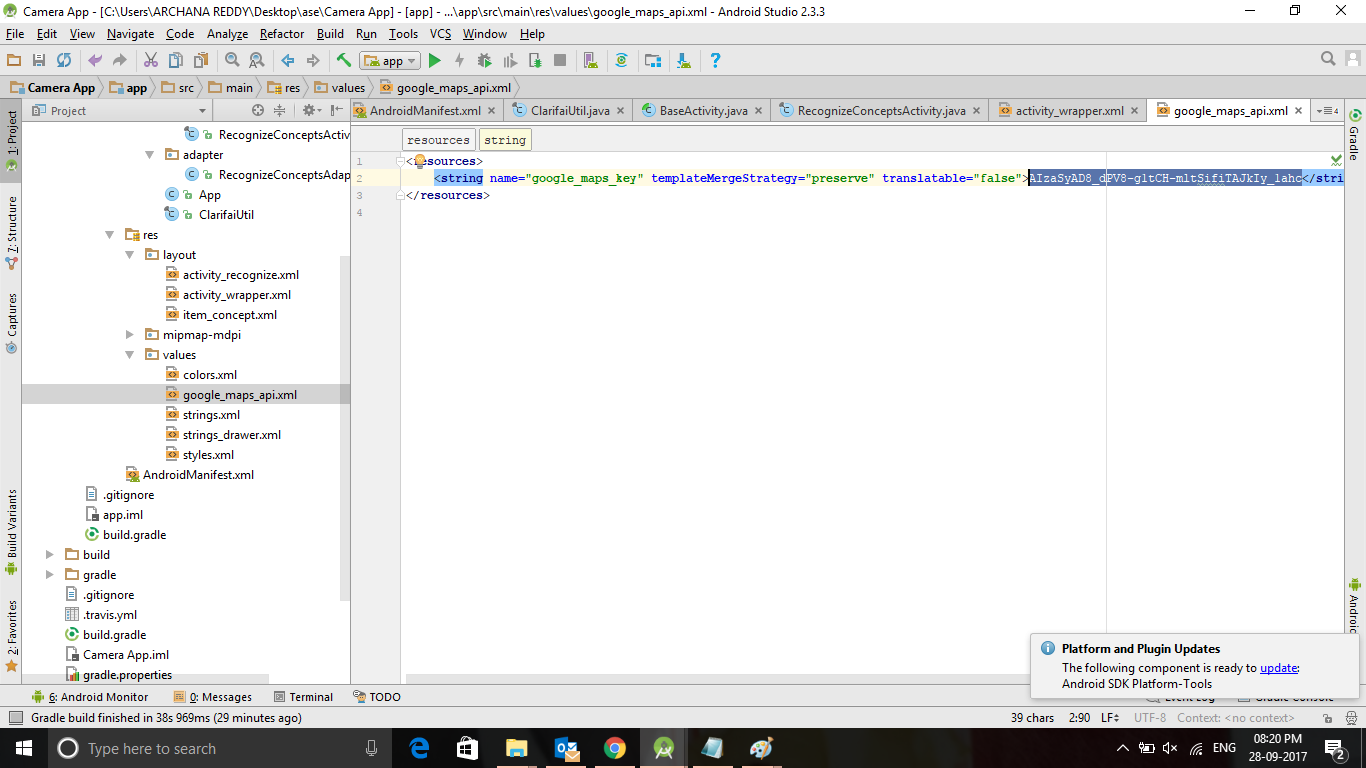 Camera App - [C:\Users\ARCHANA REDDY\Desktop\ase\Camera App] - [app] - ...\app\src\main\res\values\google_maps_api.xml - Android Studio 2.3.3
File Edit View Navigate Code Analyze Refactor Build Run Tools VCS Window Help
app
Camera App app src main res values google_maps_api.xml
Project
AndroidManifest.xml ClarifaiUtil.java BaseActivity.java RecognizeConceptsActivity.java activity_wrapper.xml google_maps_api.xml 4
1: Project
7: Structure
Captures
Build Variants
2: Favorites
RecognizeConceptsActiv
adapter
RecognizeConceptsAdap
App
ClarifaiUtil
res
layout
activity_recognize.xml
activity_wrapper.xml
item_concept.xml
mipmap-mdpi
values
colors.xml
google_maps_api.xml
strings.xml
strings_drawer.xml
styles.xml
AndroidManifest.xml
.gitignore
app.iml
build.gradle
build
gradle
.gitignore
.travis.yml
build.gradle
Camera App.iml
gradle.properties
resources string
1 <resources>
2 <string name="google_maps_key" templateMergeStrategy="preserve" translatable="false">AIzaSyAD8_dPV8-gltCH-mltSifiTAJkIy_lahc</stri
3 </resources>
4
Gradle
Platform and Plugin Updates
The following component is ready to update:
Android SDK Platform-Tools
6: Android Monitor 0: Messages Terminal TODO
Gradle build finished in 38s 969ms (29 minutes ago)
39 chars 2:90 LF UTF-8 Context: <no context>
Type here to search
ENG
08:20 PM
28-09-2017
2